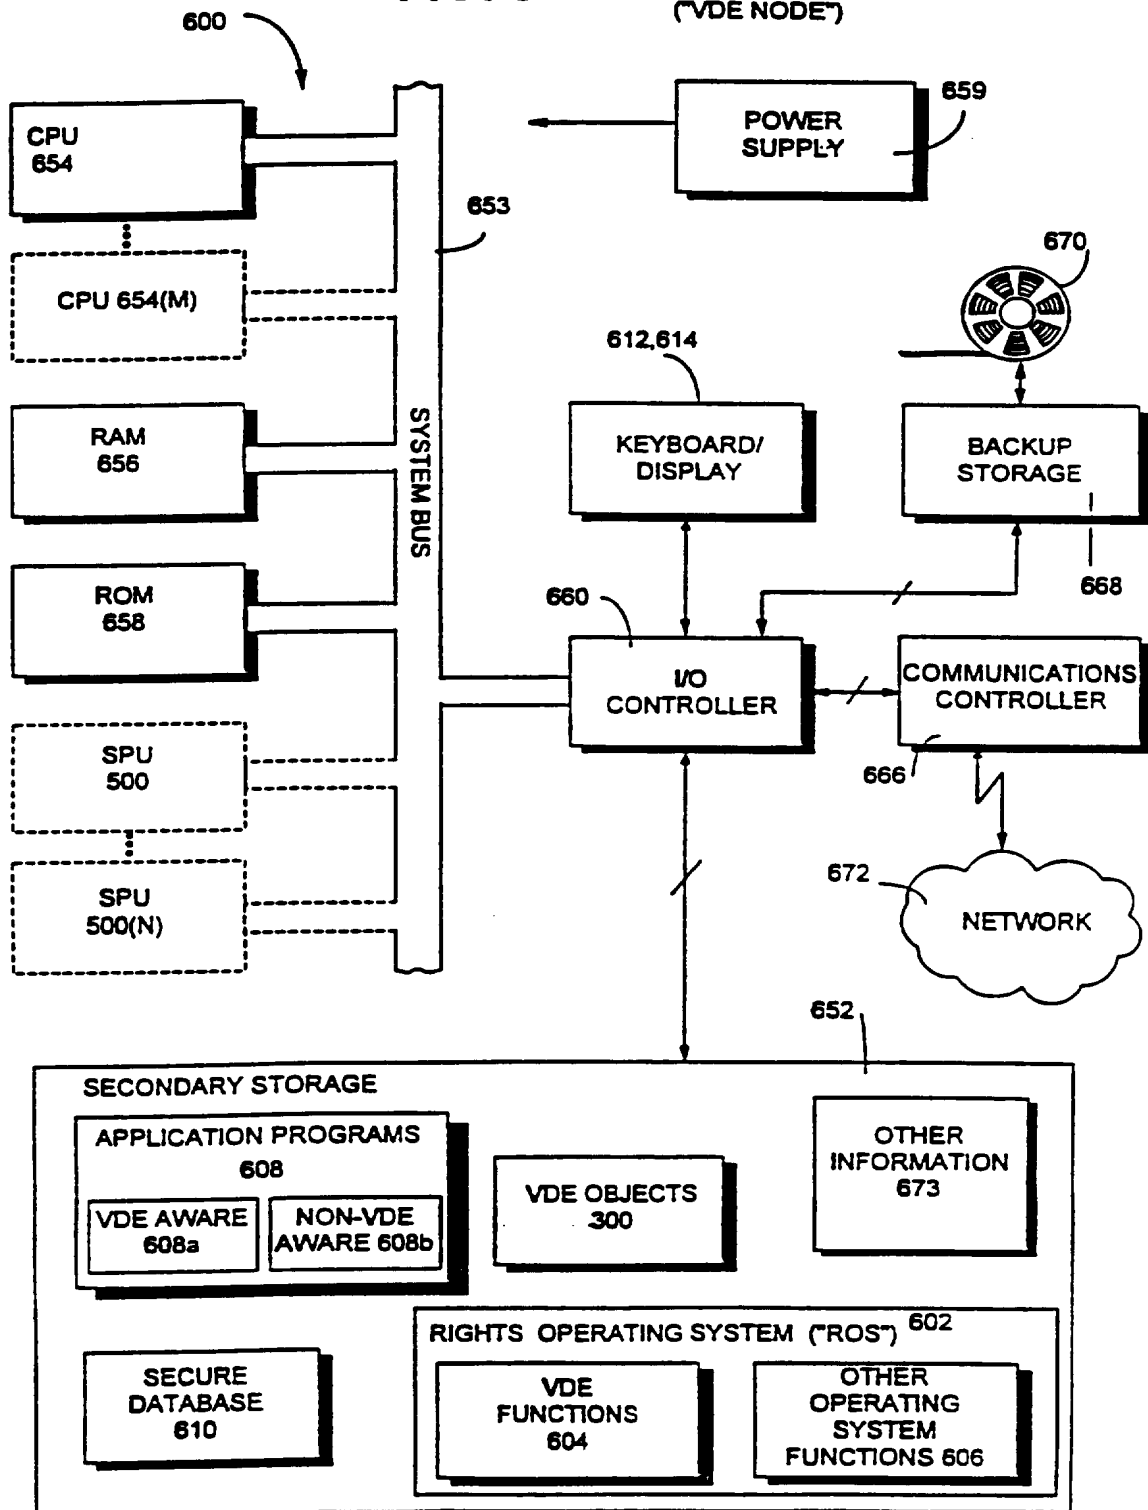 ("VDE NODE")
600
CPU
654
CPU 654(M)
RAM
656
ROM
658
SPU
500
SPU
500(N)
SYSTEM BUS
653
POWER
SUPPLY
659
670
612,614
KEYBOARD/
DISPLAY
BACKUP
STORAGE
668
660
I/O
CONTROLLER
COMMUNICATIONS
CONTROLLER
666
672
NETWORK
652
SECONDARY STORAGE
APPLICATION PROGRAMS
608
VDE AWARE
608a
NON-VDE
AWARE 608b
VDE OBJECTS
300
OTHER
INFORMATION
673
SECURE
DATABASE
610
RIGHTS OPERATING SYSTEM ("ROS") 602
VDE
FUNCTIONS
604
OTHER
OPERATING
SYSTEM
FUNCTIONS 606